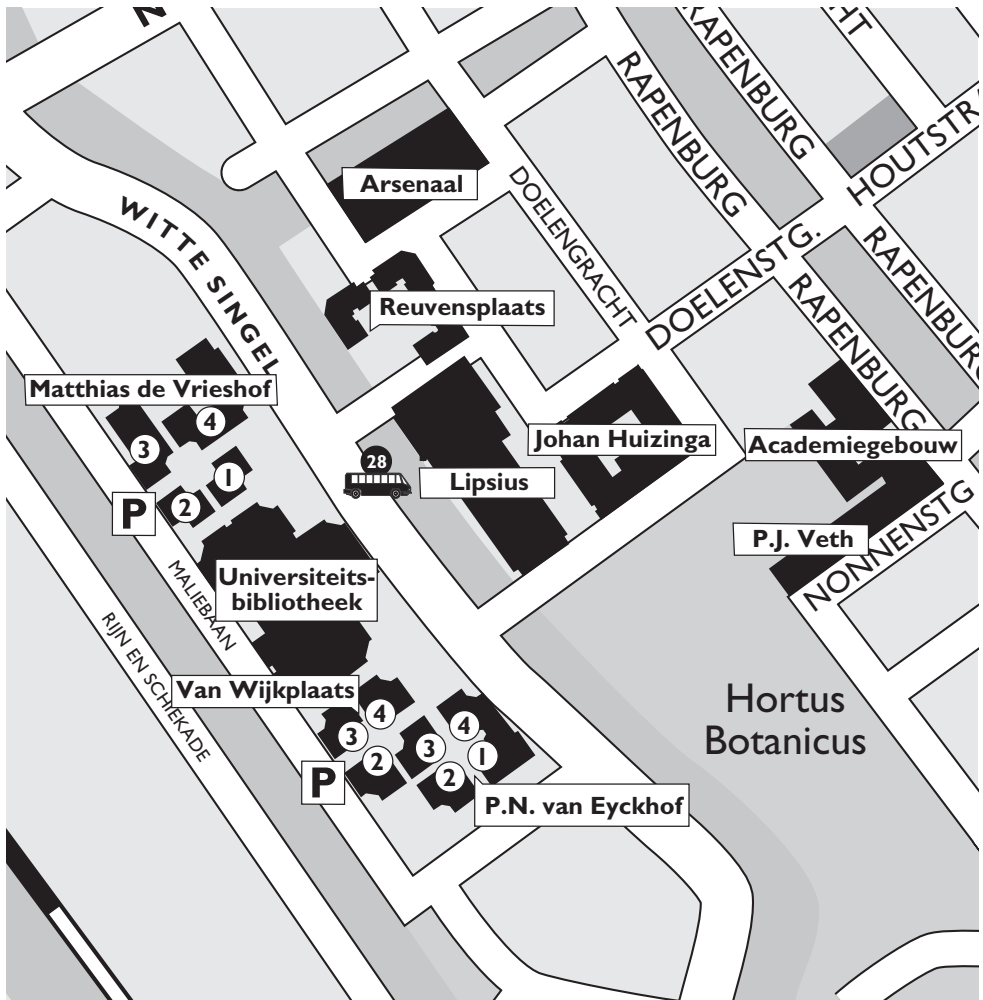 N
RAPENBURG
HT
RAPENBURG
HOUTSTR
Arsenaal
DOELENGRACHT
WITTE SINGEL
DOELENSTG.
RAPENBURG
RAPENBURG
Reuvensplaats
Matthias de Vrieshof
4
3
1
2
P
28
Lipsius
Johan Huizinga
Academiegebouw
P.J. Veth
NONNENSTG
Universiteits-
bibliotheek
MALIEBAAN
RIJN EN SCHIEKADE
Van Wijkplaats
4
3
2
P
4
3
1
2
P.N. van Eyckhof
Hortus
Botanicus